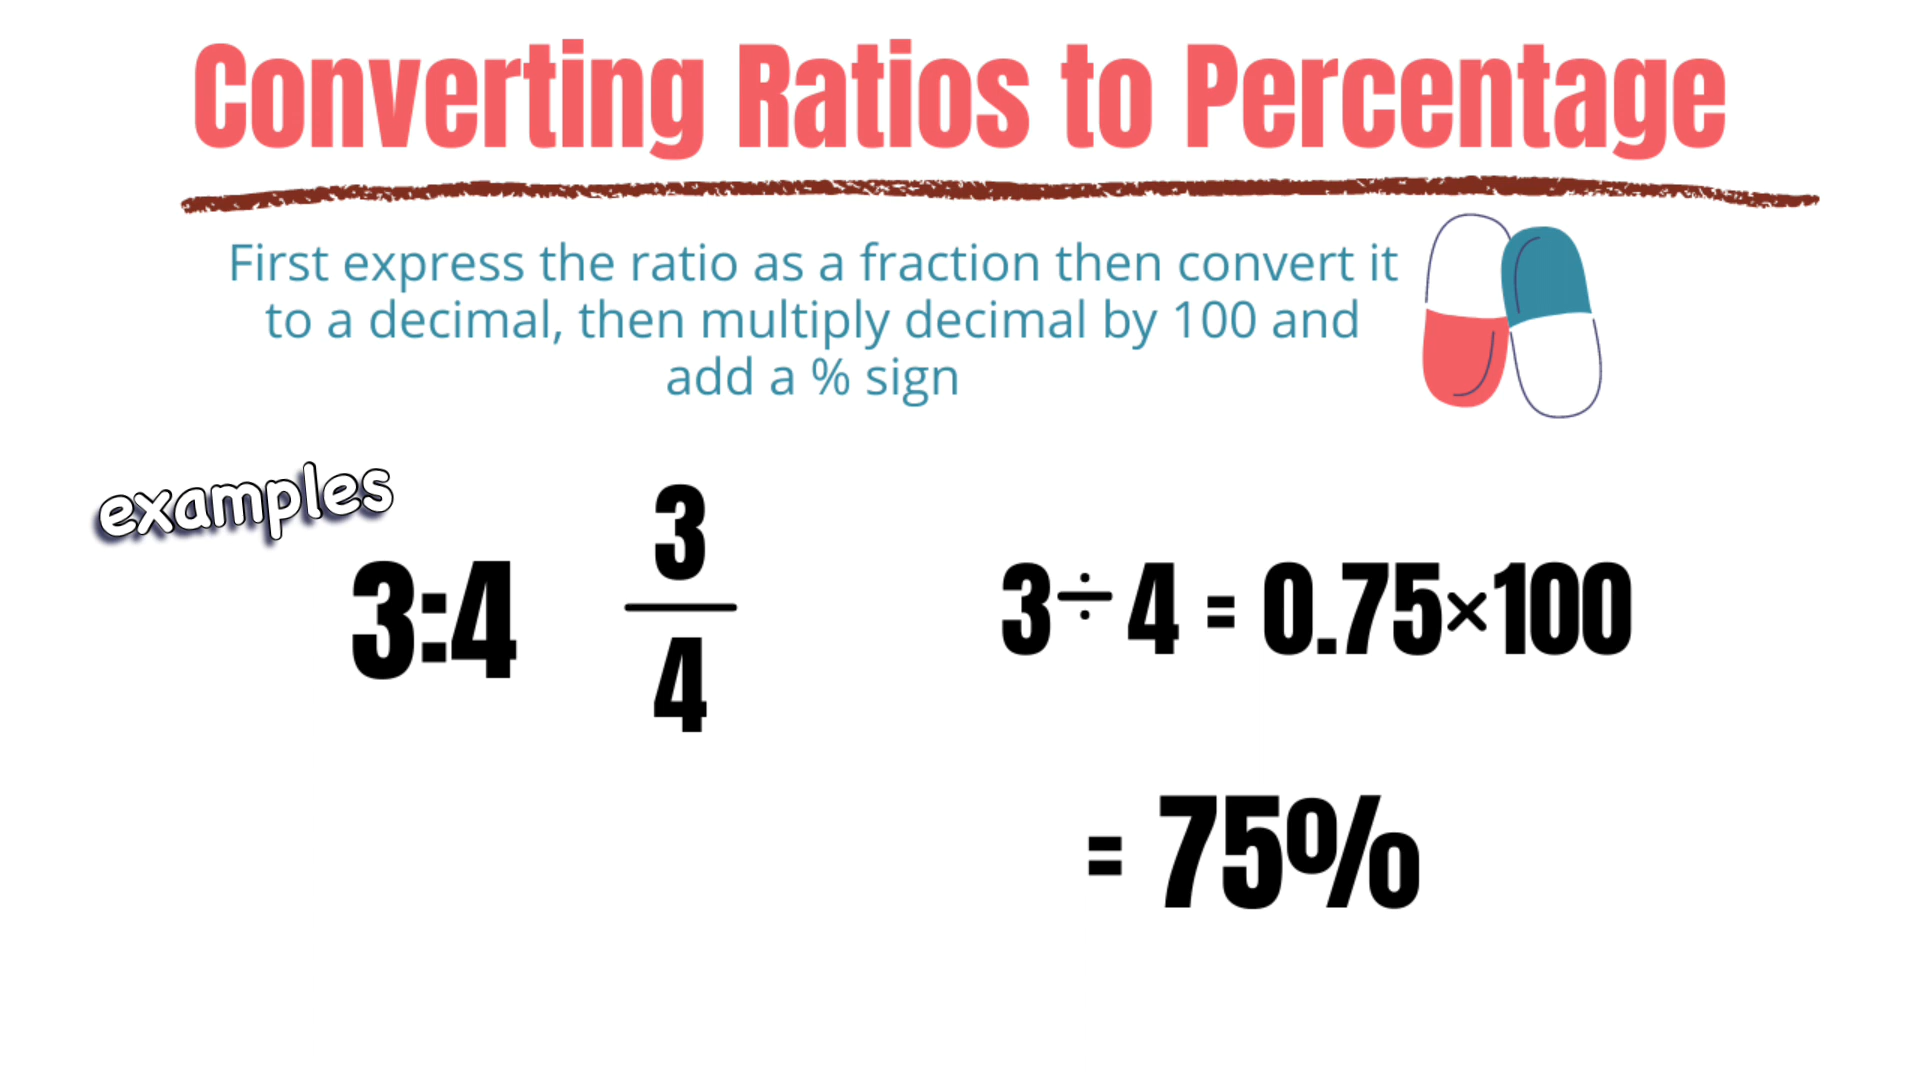 Converting Ratios to Percentage
First express the ratio as a fraction then convert it
to a decimal, then multiply decimal by 100 and
add a % sign
examples
3:4
3
4
3÷4 = 0.75×100
= 75%